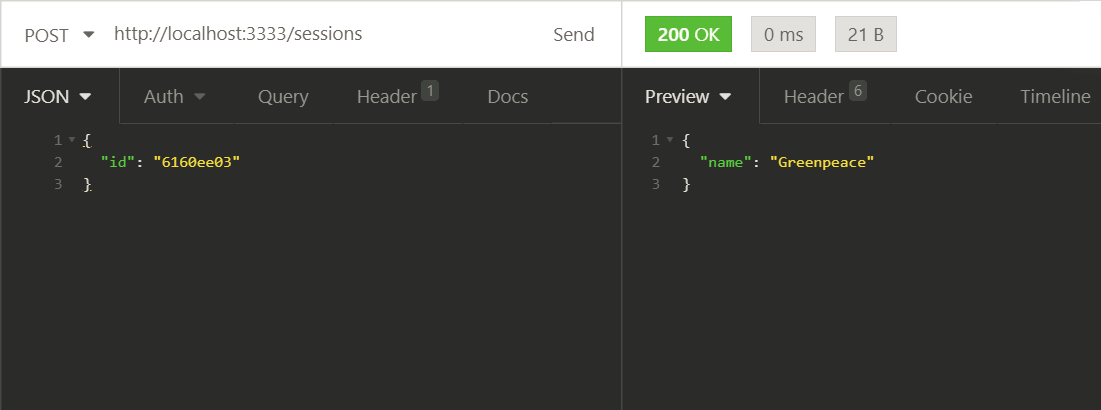 POST http://localhost:3333/sessions Send 200 OK 0 ms 21 B
JSON Auth Query Header 1 Docs Preview Header 6 Cookie Timeline
1 {
2 "id": "6160ee03"
3 }
1 {
2 "name": "Greenpeace"
3 }